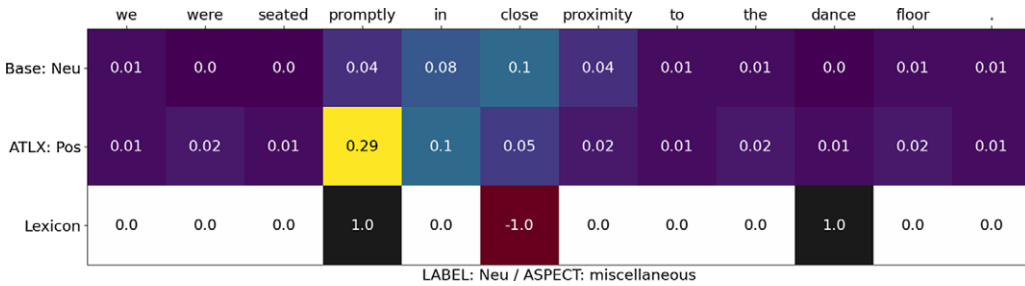 we were seated promptly in close proximity to the dance floor .
Base: Neu 0.01 0.0 0.0 0.04 0.08 0.1 0.04 0.01 0.01 0.0 0.01 0.01
ATLX: Pos 0.01 0.02 0.01 0.29 0.1 0.05 0.02 0.01 0.02 0.01 0.02 0.01
Lexicon 0.0 0.0 0.0 1.0 0.0 -1.0 0.0 0.0 0.0 1.0 0.0 0.0
LABEL: Neu / ASPECT: miscellaneous